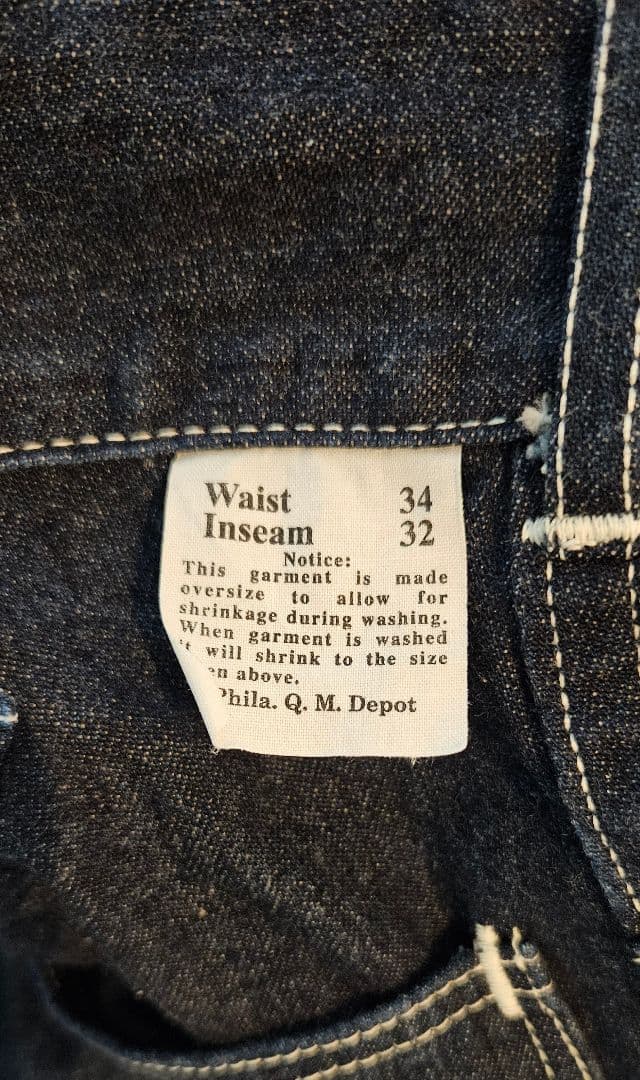 Waist 34
Inseam 32
Notice:
This garment is made
oversize to allow for
shrinkage during washing.
When garment is washed
will shrink to the size
above.
Phila. Q. M. Depot